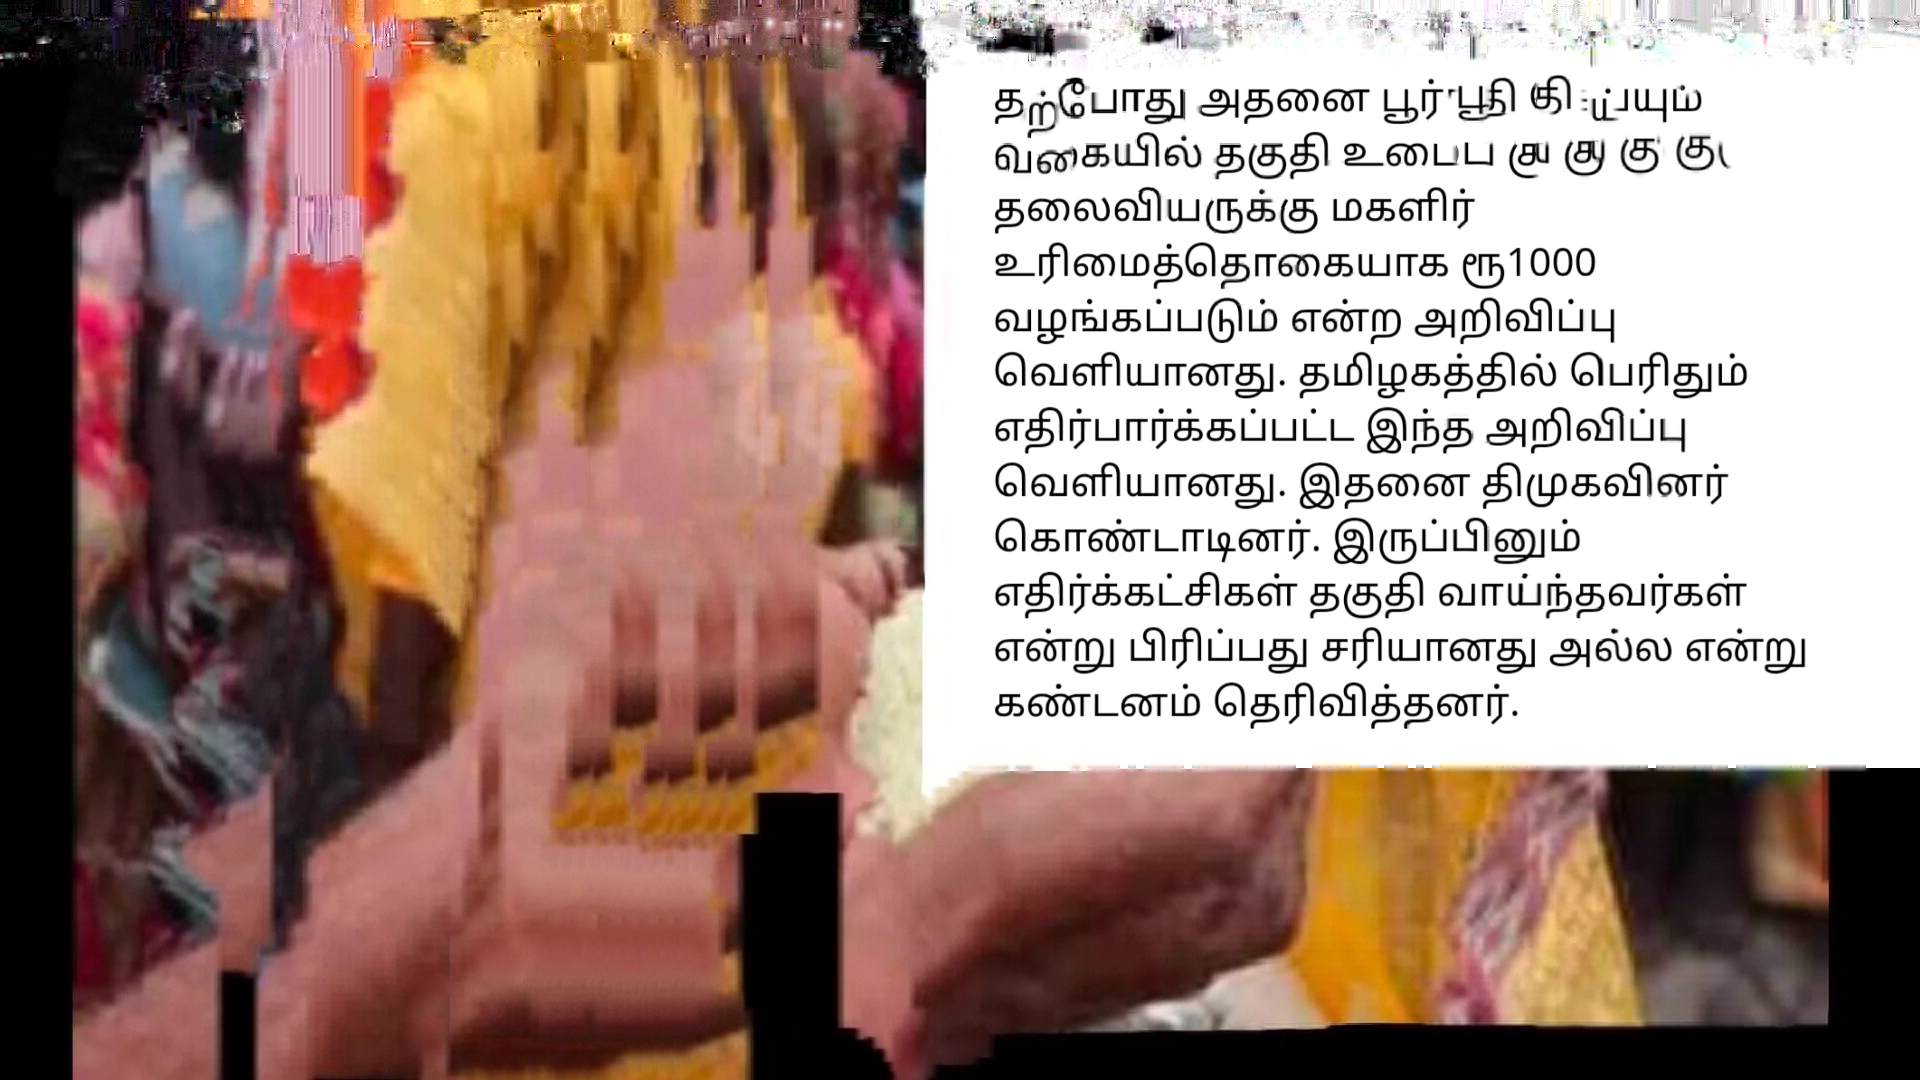 தற்போது அதனை பூர்
வகையில் தகுதி
தலைவியருக்கு மகளிர்
உரிமைத்தொகையாக ரூ1000
வழங்கப்படும் என்ற அறிவிப்பு
வெளியானது. தமிழகத்தில் பெரிதும்
எதிர்பார்க்கப்பட்ட இந்த அறிவிப்பு
வெளியானது. இதனை திமுகவினர்
கொண்டாடினர். இருப்பினும்
எதிர்க்கட்சிகள் தகுதி வாய்ந்தவர்கள்
என்று பிரிப்பது சரியானது அல்ல என்று
கண்டனம் தெரிவித்தனர்.